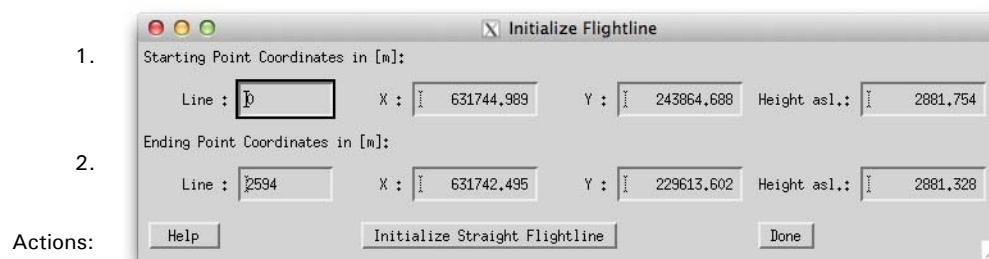 Initialize Flightline
1. Starting Point Coordinates in [m]:
Line : 0 X : 631744.989 Y : 243864.688 Height asl.: 2881.754
Ending Point Coordinates in [m]:
2.
Line : 2594 X : 631742.495 Y : 229613.602 Height asl.: 2881.328
Actions: Help Initialize Straight Flightline Done